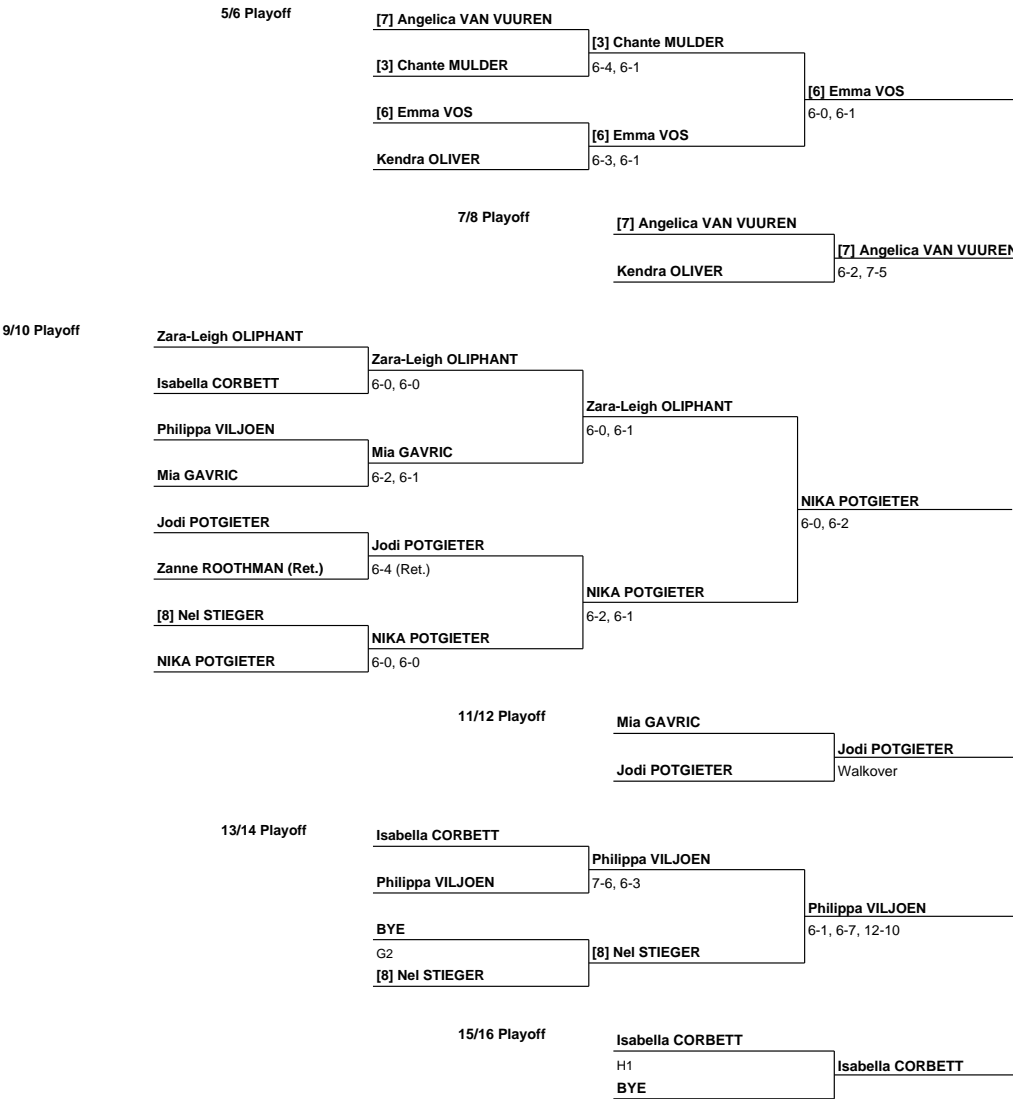 5/6 Playoff
[7] Angelica VAN VUUREN
[3] Chante MULDER
[3] Chante MULDER
6-4, 6-1
[6] Emma VOS
[6] Emma VOS
6-0, 6-1
[6] Emma VOS
Kendra OLIVER
6-3, 6-1
7/8 Playoff
[7] Angelica VAN VUUREN
[7] Angelica VAN VUUREN
Kendra OLIVER
6-2, 7-5
9/10 Playoff
Zara-Leigh OLIPHANT
Zara-Leigh OLIPHANT
Isabella CORBETT
6-0, 6-0
Zara-Leigh OLIPHANT
Philippa VILJOEN
6-0, 6-1
Mia GAVRIC
Mia GAVRIC
6-2, 6-1
NIKA POTGIETER
Jodi POTGIETER
6-0, 6-2
Jodi POTGIETER
Zanne ROOTHMAN (Ret.)
6-4 (Ret.)
NIKA POTGIETER
[8] Nel STIEGER
6-2, 6-1
NIKA POTGIETER
NIKA POTGIETER
6-0, 6-0
11/12 Playoff
Mia GAVRIC
Jodi POTGIETER
Jodi POTGIETER
Walkover
13/14 Playoff
Isabella CORBETT
Philippa VILJOEN
Philippa VILJOEN
7-6, 6-3
Philippa VILJOEN
BYE
6-1, 6-7, 12-10
G2
[8] Nel STIEGER
[8] Nel STIEGER
15/16 Playoff
Isabella CORBETT
H1
Isabella CORBETT
BYE